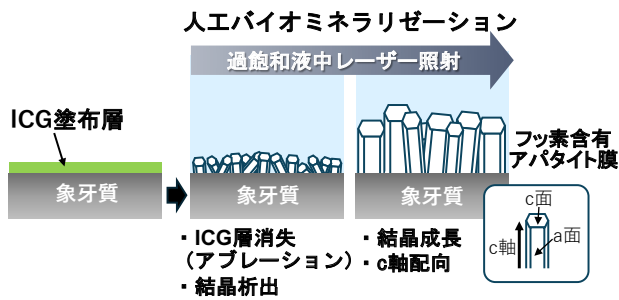 人工バイオミネラリゼーション
過飽和液中レーザー照射
ICG塗布層
象牙質
象牙質
象牙質
フッ素含有
アパタイト膜
c面
c軸
a面
・ICG層消失
（アブレーション）
・結晶析出
・結晶成長
・c軸配向